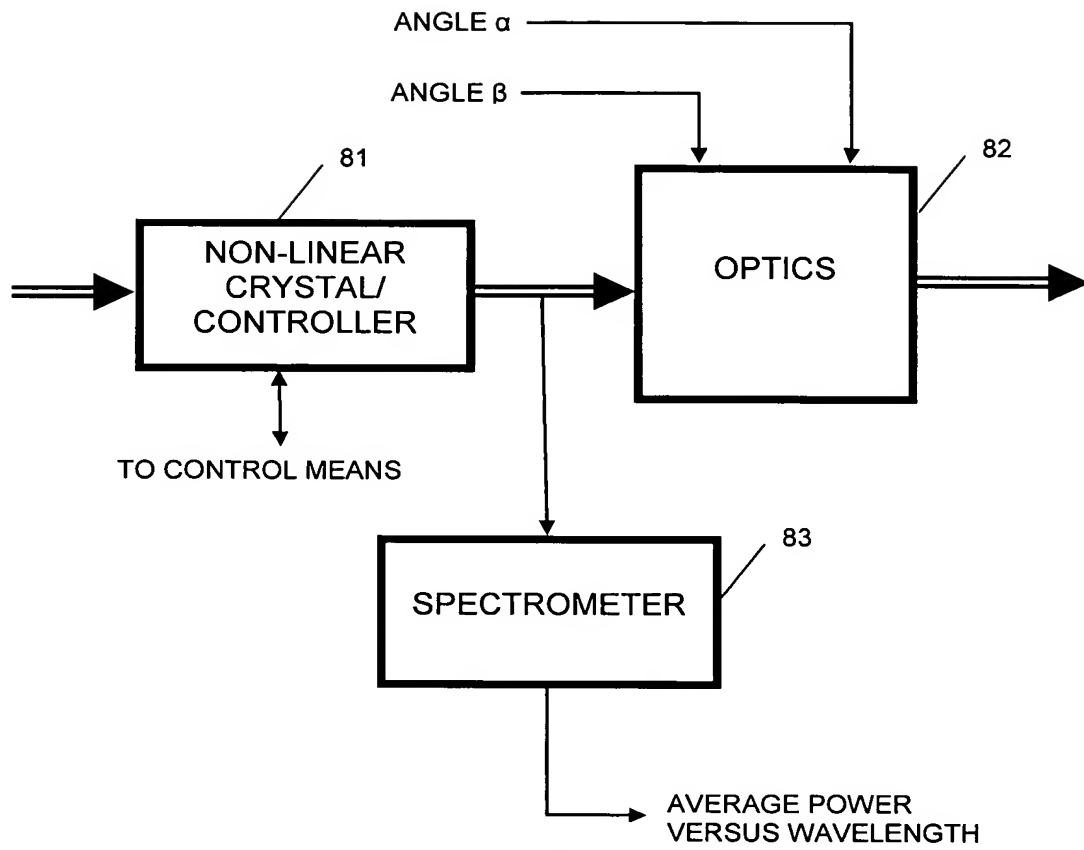 ANGLE α
ANGLE β
81
82
NON-LINEAR
CRYSTAL/
CONTROLLER
OPTICS
TO CONTROL MEANS
83
SPECTROMETER
AVERAGE POWER
VERSUS WAVELENGTH